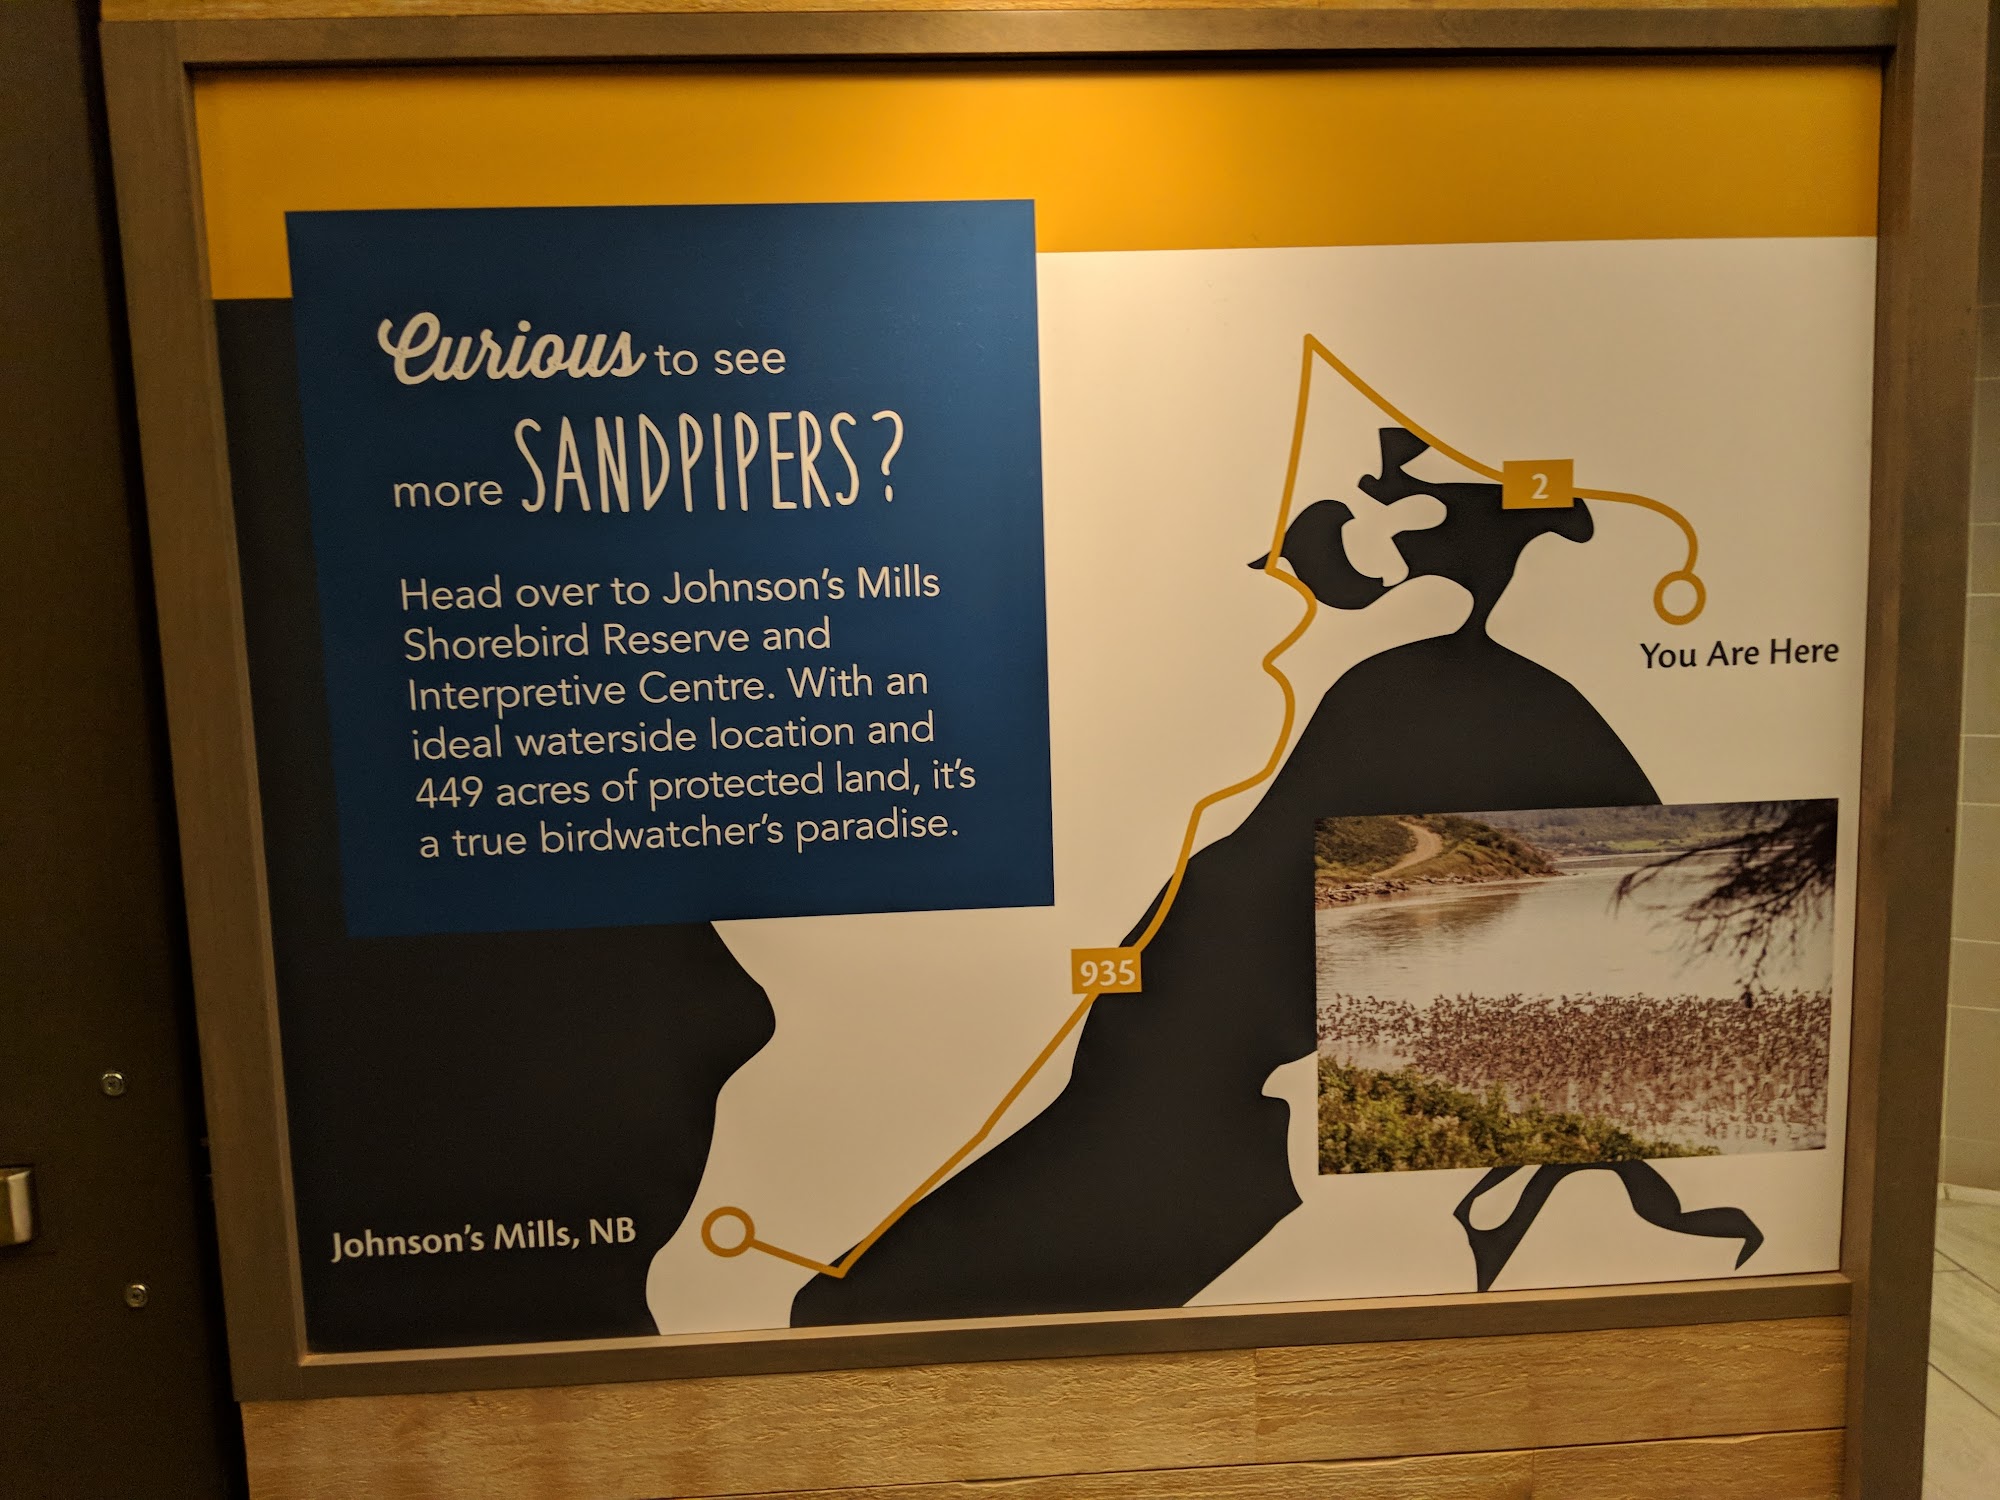 Curious to see
more SANDPIPERS?
Head over to Johnson's Mills
Shorebird Reserve and
Interpretive Centre. With an
ideal waterside location and
449 acres of protected land, it's
a true birdwatcher's paradise.
2
You Are Here
935
Johnson's Mills, NB